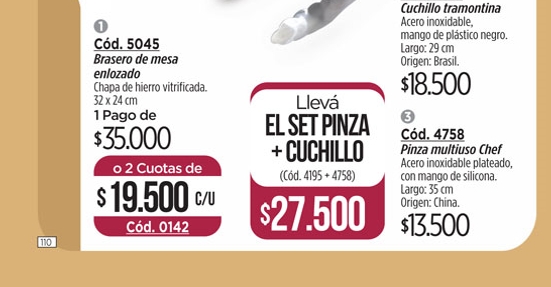 1
Cód. 5045
Brasero de mesa
enlozado
Chapa de hierro vitrificada.
32 x 24 cm
1 Pago de
$35.000
o 2 Cuotas de
$19.500 C/U
Cód. 0142
Llevá
EL SET PINZA
+ CUCHILLO
(Cód. 4195 + 4758)
$27.500
Cuchillo tramontina
Acero inoxidable,
mango de plástico negro.
Largo: 29 cm
Origen: Brasil.
$18.500
3
Cód. 4758
Pinza multiuso Chef
Acero inoxidable plateado,
con mango de silicona.
Largo: 35 cm
Origen: China.
$13.500
110